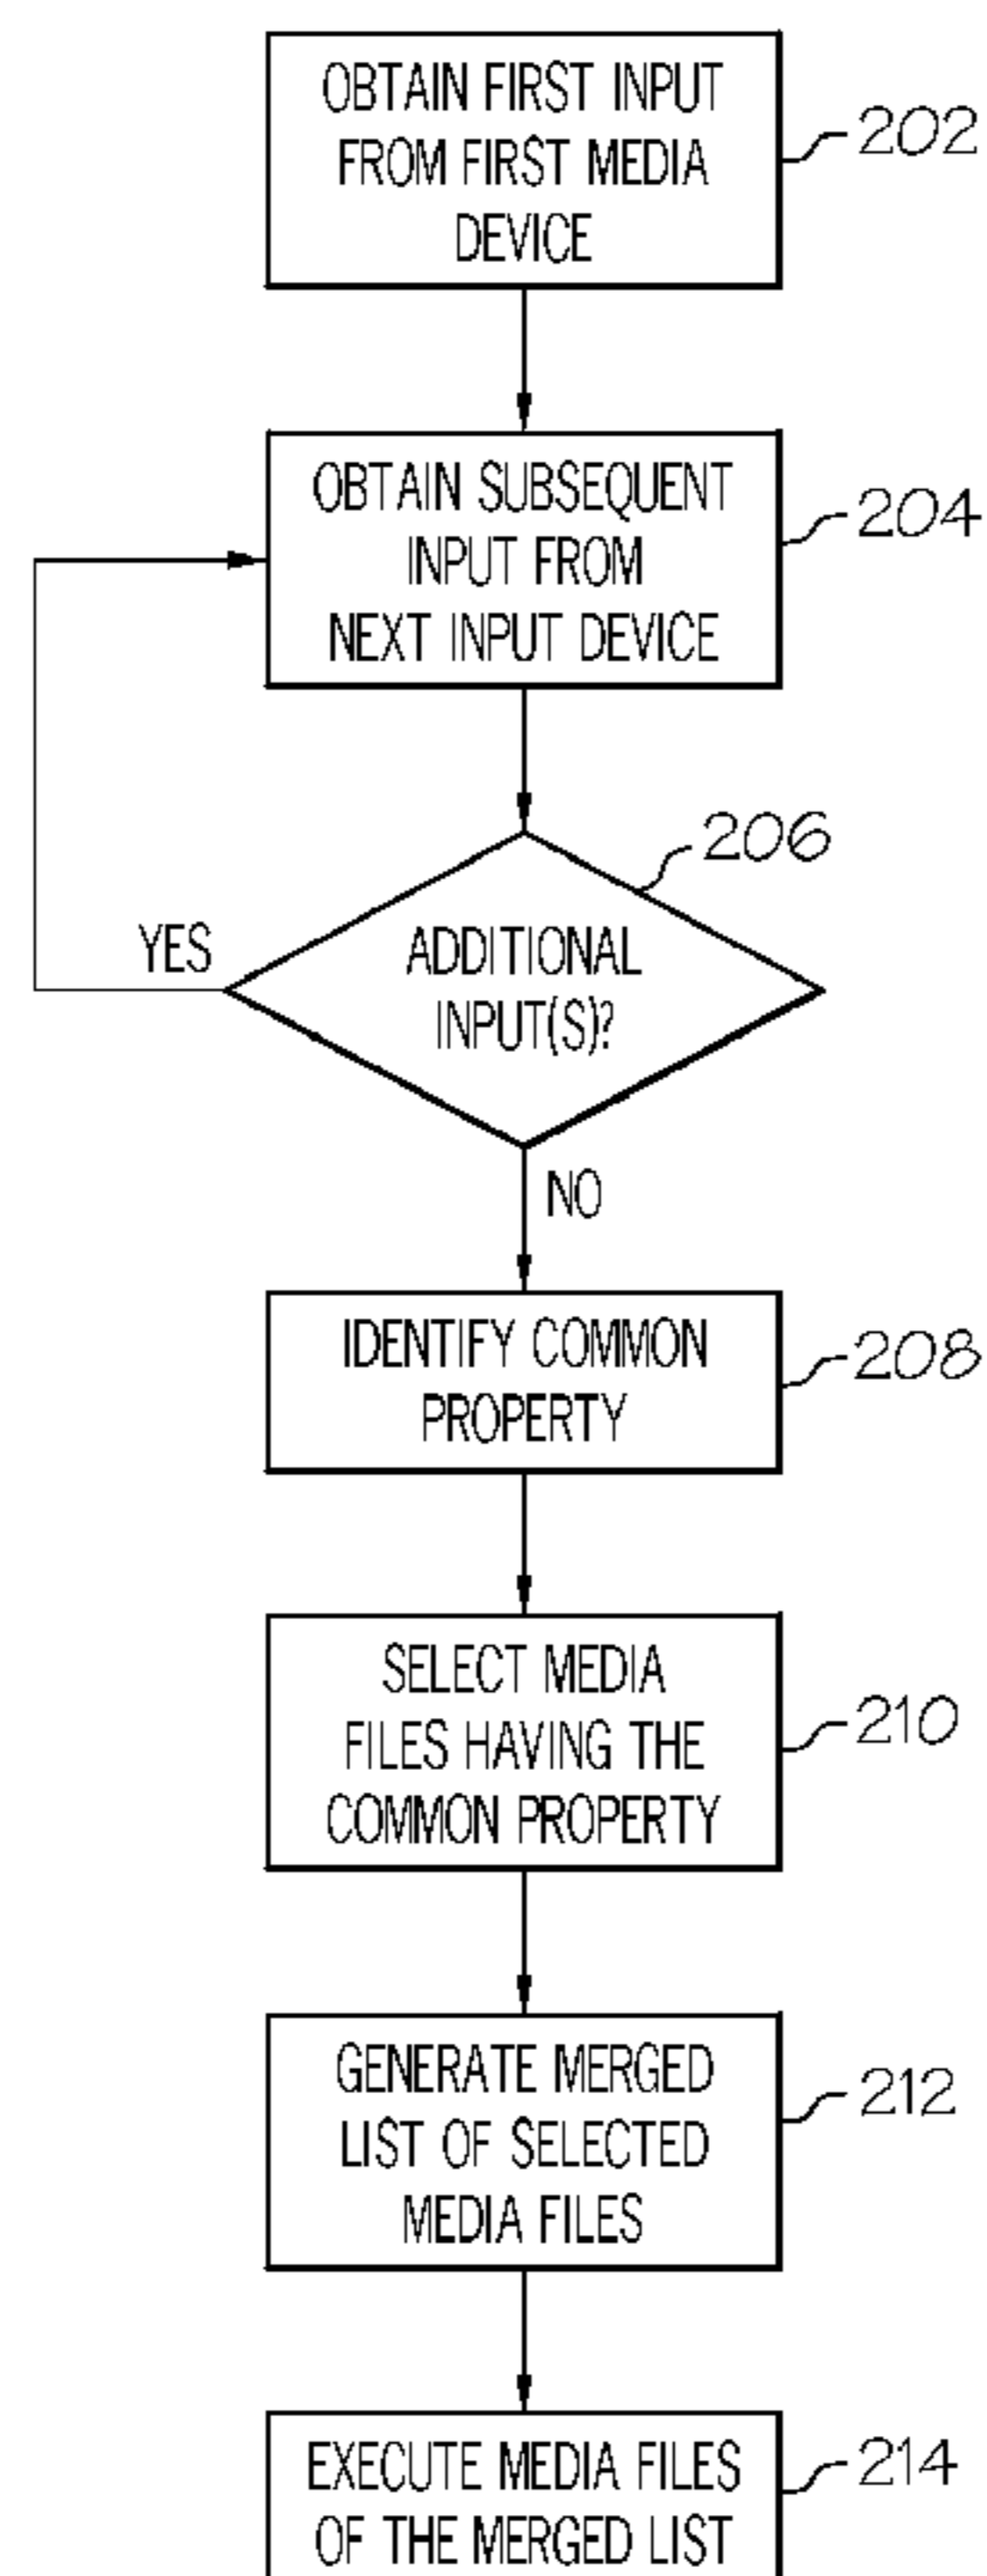 OBTAIN FIRST INPUT
FROM FIRST MEDIA
DEVICE
202
OBTAIN SUBSEQUENT
INPUT FROM
NEXT INPUT DEVICE
204
206
ADDITIONAL
INPUT(S)?
YES
NO
IDENTIFY COMMON
PROPERTY
208
SELECT MEDIA
FILES HAVING THE
COMMON PROPERTY
210
GENERATE MERGED
LIST OF SELECTED
MEDIA FILES
212
EXECUTE MEDIA FILES
OF THE MERGED LIST
214